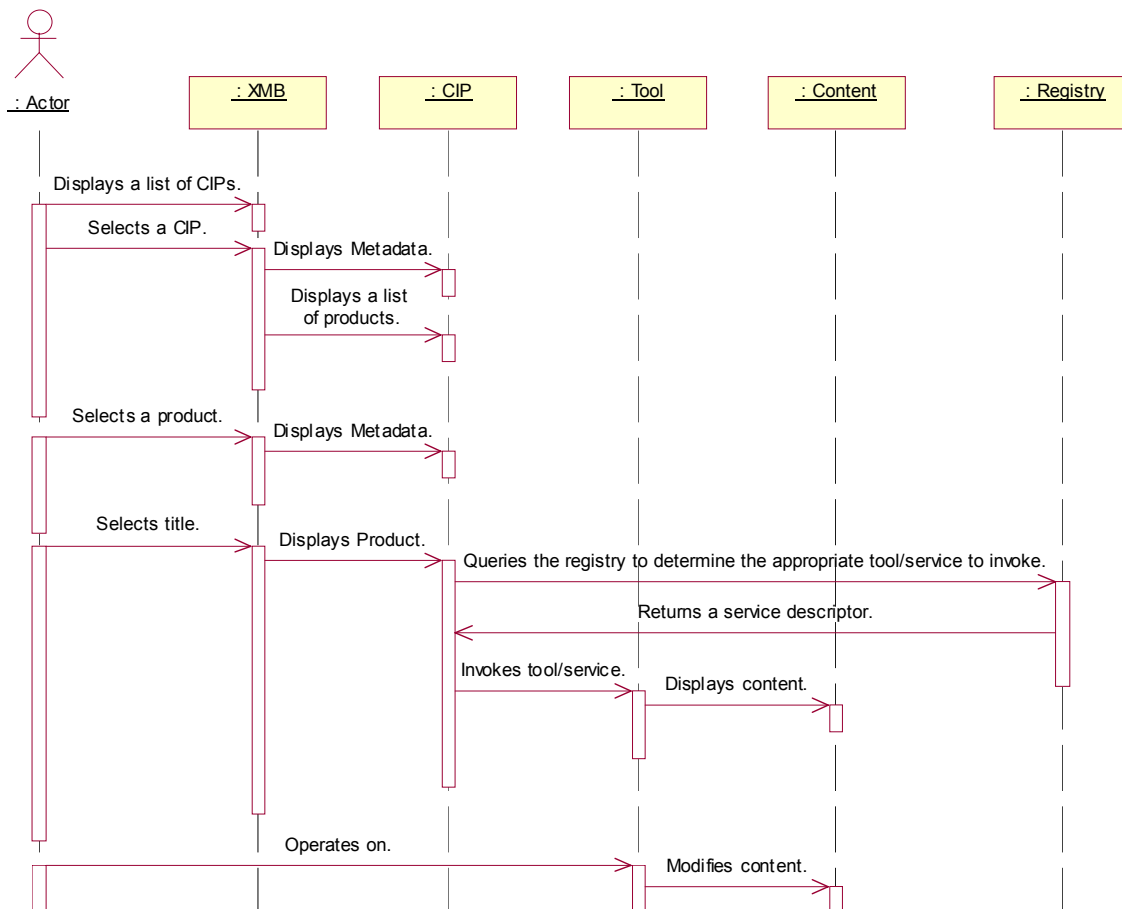 : Actor
: XMB
: CIP
: Tool
: Content
: Registry
Displays a list of CIPs.
Selects a CIP.
Displays Metadata.
Displays a list
of products.
Selects a product.
Displays Metadata.
Selects title.
Displays Product.
Queries the registry to determine the appropriate tool/service to invoke.
Returns a service descriptor.
Invokes tool/service.
Displays content.
Operates on.
Modifies content.